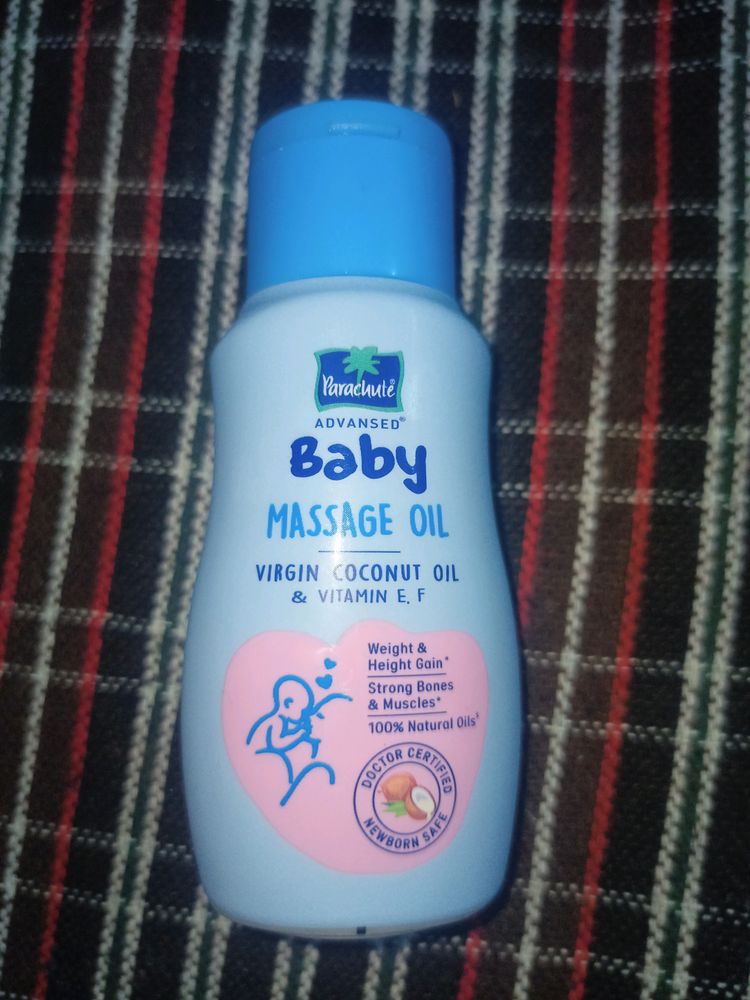 Parachute®
ADVANSED®
Baby
MASSAGE OIL
VIRGIN COCONUT OIL
& VITAMIN E, F
Weight &
Height Gain*
Strong Bones
& Muscles*
100% Natural Oils
DOCTOR CERTIFIED
NEWBORN SAFE